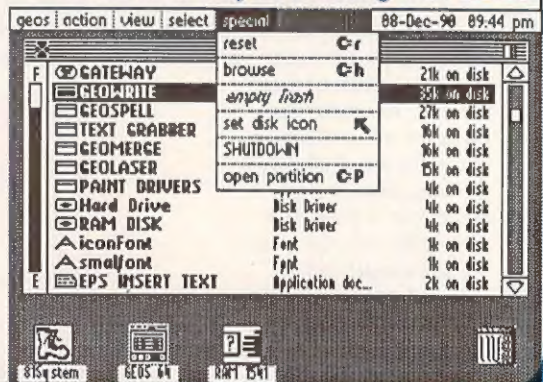 geos action view select special 88-Dec-90 09:44 pm
reset C-r
browse C-h
empty trash
set disk icon
SHUTDOWN
open partition C-P
F GATEWAY 21k on disk
GEOWRITE 35k on disk
GEOSPELL 27k on disk
TEXT GRABBER 16k on disk
GEOMERGE 16k on disk
GEOLASER 15k on disk
PAINT DRIVERS 4k on disk
Hard Drive Disk Driver 4k on disk
RAM DISK Disk Driver 4k on disk
iconFont Font 1k on disk
smalfont Font 1k on disk
E EPS INSERT TEXT Application doc... 2k on disk
81System GEOS 64 RAM 1541